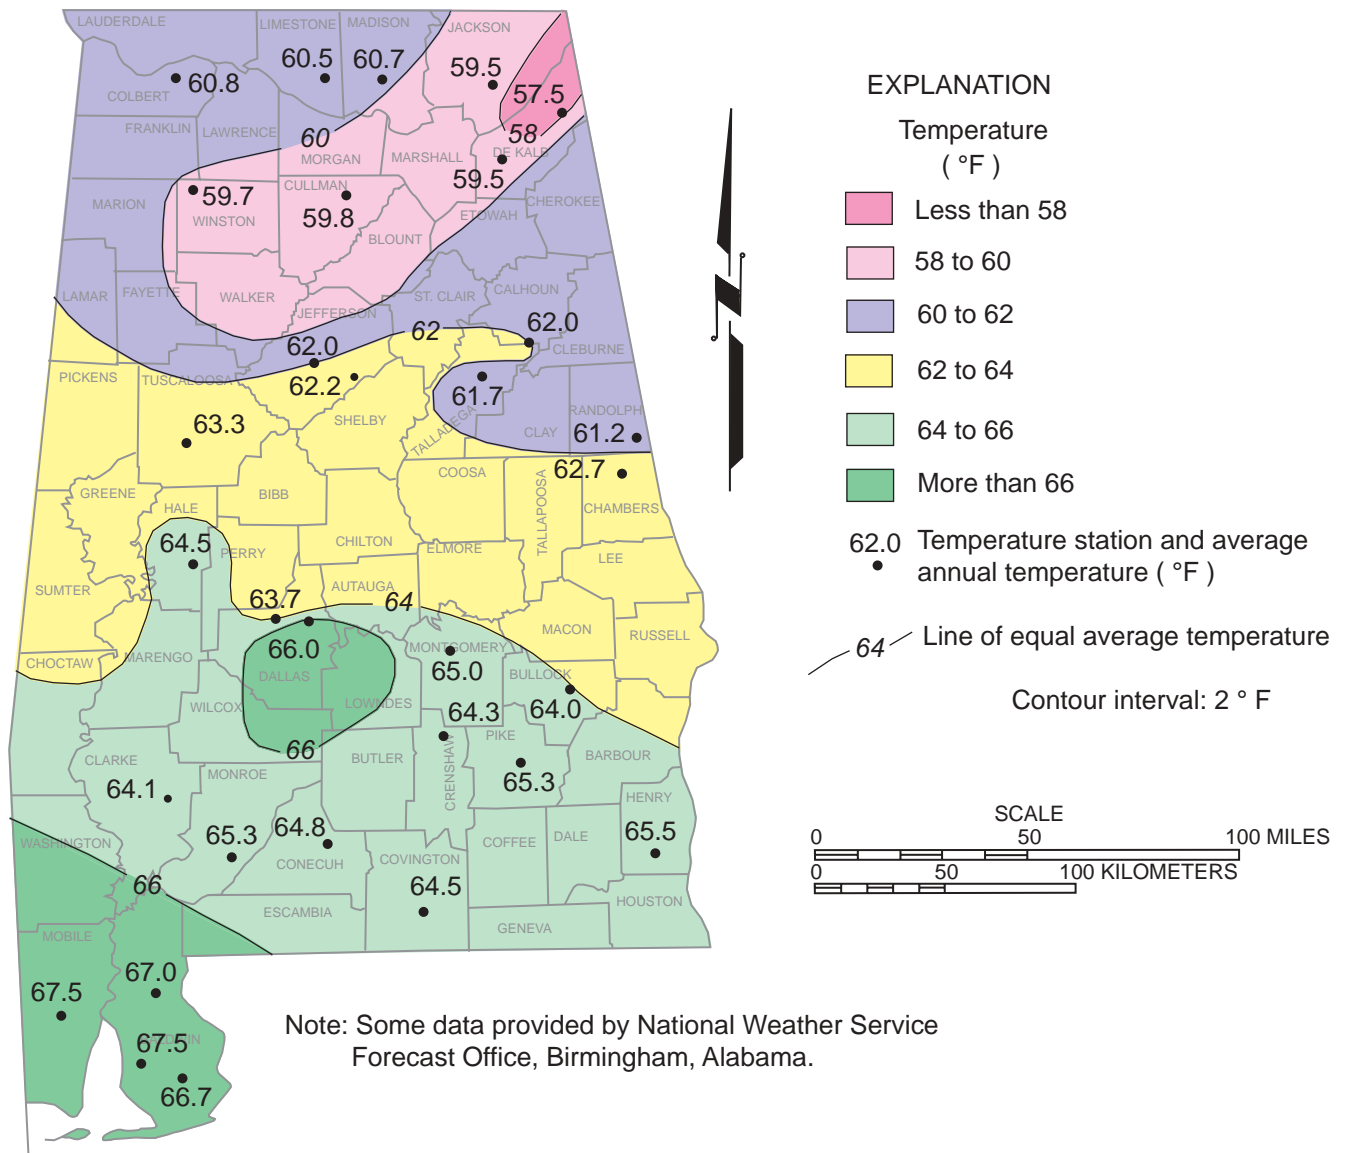 LAUDERDALE
LIMESTONE
MADISON
JACKSON
60.5
60.7
59.5
60.8
57.5
COLBERT
FRANKLIN
LAWRENCE
60
58
MORGAN
MARSHALL
DE KALB
59.5
CULLMAN
59.7
MARION
WINSTON
59.8
CHEROKEE
ETOWAH
BLOUNT
LAMAR
FAYETTE
WALKER
ST. CLAIR
CALHOUN
JEFFERSON
62
62.0
62.0
CLEBURNE
PICKENS
TUSCALOOSA
62.2
61.7
63.3
SHELBY
TALLADEGA
RANDOLPH
CLAY
61.2
COOSA
62.7
GREENE
BIBB
HALE
TALLAPOOSA
CHAMBERS
64.5
PERRY
CHILTON
ELMORE
LEE
SUMTER
AUTAUGA
63.7
64
MACON
RUSSELL
CHOCTAW
MARENGO
66.0
MONTGOMERY
65.0
DALLAS
BULLOCK
WILCOX
LOWNDES
64.3
64.0
66
PIKE
CLARKE
BUTLER
CRENSHAW
BARBOUR
MONROE
64.1
65.3
HENRY
WASHINGTON
65.3
64.8
COFFEE
DALE
65.5
CONECUH
COVINGTON
66
64.5
ESCAMBIA
HOUSTON
GENEVA
MOBILE
67.0
67.5
67.5
BALDWIN
66.7
EXPLANATION
Temperature
( °F )
Less than 58
58 to 60
60 to 62
62 to 64
64 to 66
More than 66
62.0 Temperature station and average
annual temperature ( °F )
64 Line of equal average temperature
Contour interval: 2 ° F
SCALE
0 50 100 MILES
0 50 100 KILOMETERS
Note: Some data provided by National Weather Service
Forecast Office, Birmingham, Alabama.